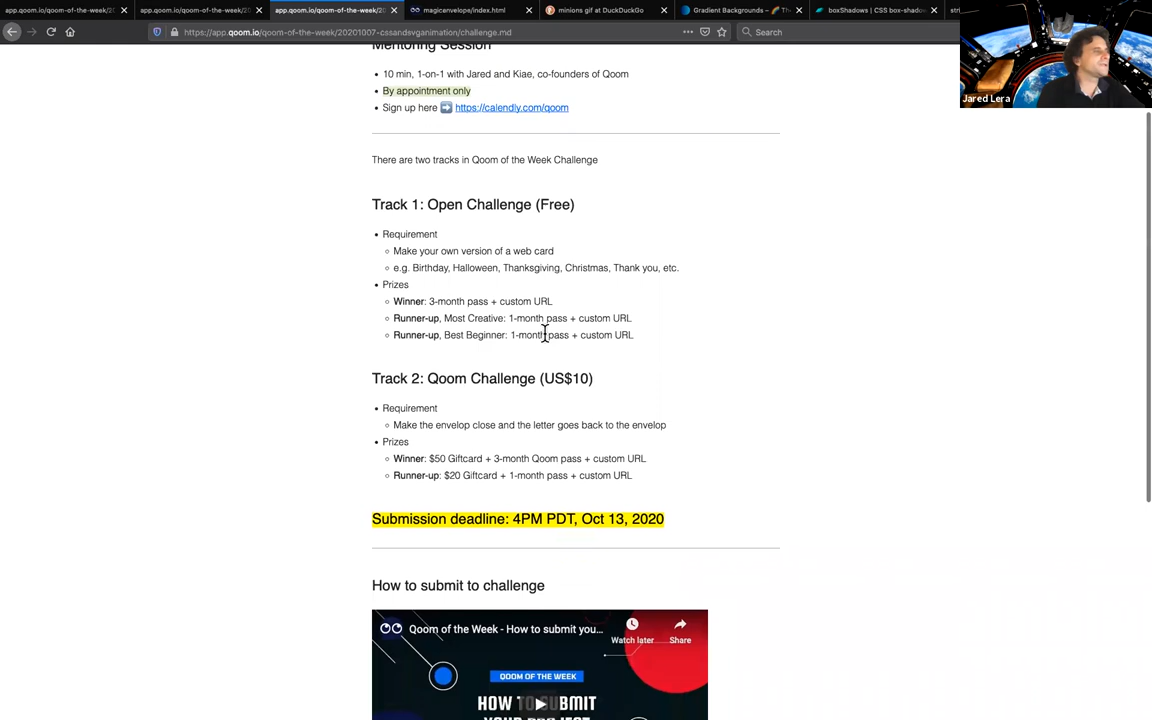 app.qoom.io/qoom-of-the-week/20
app.qoom.io/qoom-of-the-week/20
app.qoom.io/qoom-of-the-week/20
magicenvelope/index.html
minions gif at DuckDuckGo
Gradient Backgrounds –
boxShadows | CSS box-shado
https://app.qoom.io/qoom-of-the-week/20201007-cssandsvganimation/challenge.md
Search
Jared Lera
Mentoring Session
10 min, 1-on-1 with Jared and Kiae, co-founders of Qoom
By appointment only
Sign up here ➡ https://calendly.com/qoom
There are two tracks in Qoom of the Week Challenge
Track 1: Open Challenge (Free)
Requirement
Make your own version of a web card
e.g. Birthday, Halloween, Thanksgiving, Christmas, Thank you, etc.
Prizes
Winner: 3-month pass + custom URL
Runner-up, Most Creative: 1-month pass + custom URL
Runner-up, Best Beginner: 1-month pass + custom URL
Track 2: Qoom Challenge (US$10)
Requirement
Make the envelop close and the letter goes back to the envelop
Prizes
Winner: $50 Giftcard + 3-month Qoom pass + custom URL
Runner-up: $20 Giftcard + 1-month pass + custom URL
Submission deadline: 4PM PDT, Oct 13, 2020
How to submit to challenge
Qoom of the Week - How to submit you...
Watch later
Share
QOOM OF THE WEEK
HOW TO SUBMIT
YOUR PROJECT